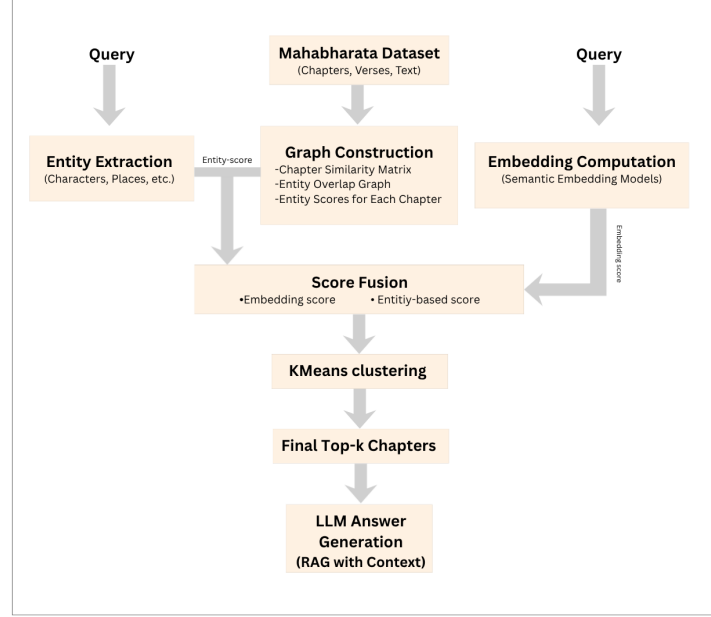 Query
Mahabharata Dataset
(Chapters, Verses, Text)
Query
Entity Extraction
(Characters, Places, etc.)
Entity-score
Graph Construction
-Chapter Similarity Matrix
-Entity Overlap Graph
-Entity Scores for Each Chapter
Embedding Computation
(Semantic Embedding Models)
Embedding score
Score Fusion
•Embedding score • Entitiy-based score
KMeans clustering
Final Top-k Chapters
LLM Answer
Generation
(RAG with Context)